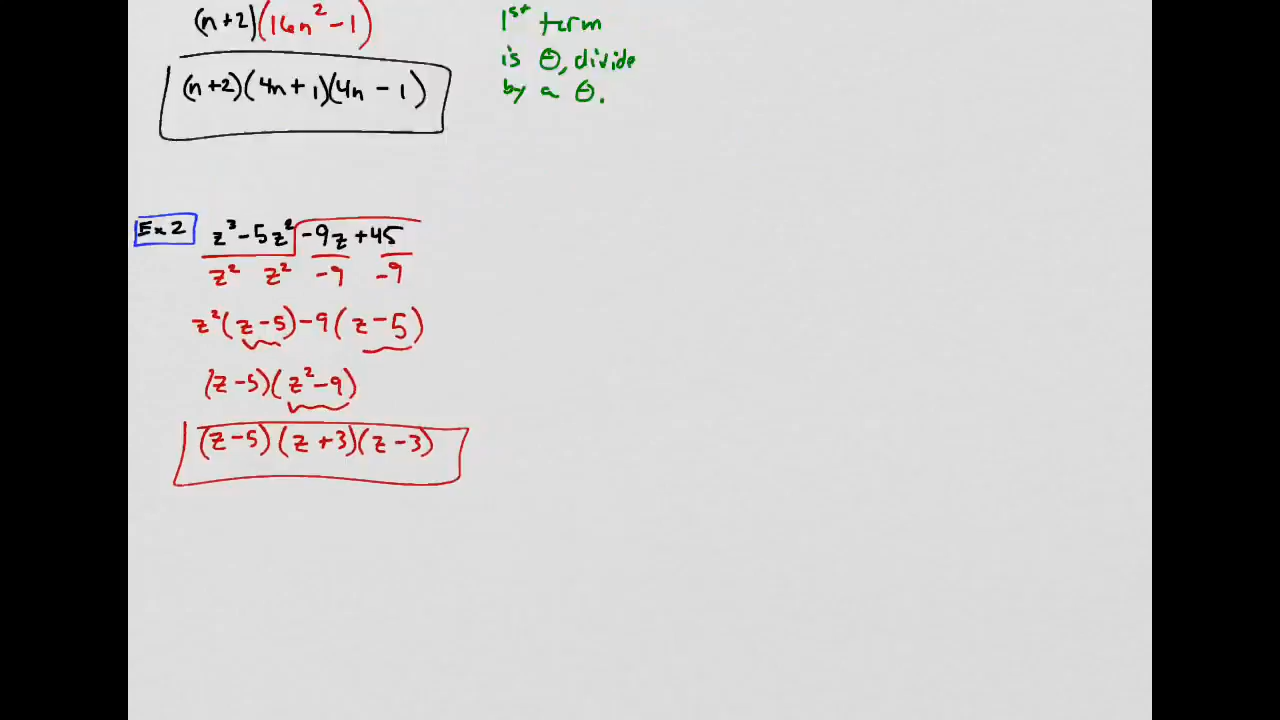 (n+2)(16n²-1)
(n+2)(4n+1)(4n-1)
1st term
is ⊖, divide
by a ⊖.
Ex 2
z³-5z²-9z+45
z² z² -9 -9
z²(z-5)-9(z-5)
(z-5)(z²-9)
(z-5)(z+3)(z-3)